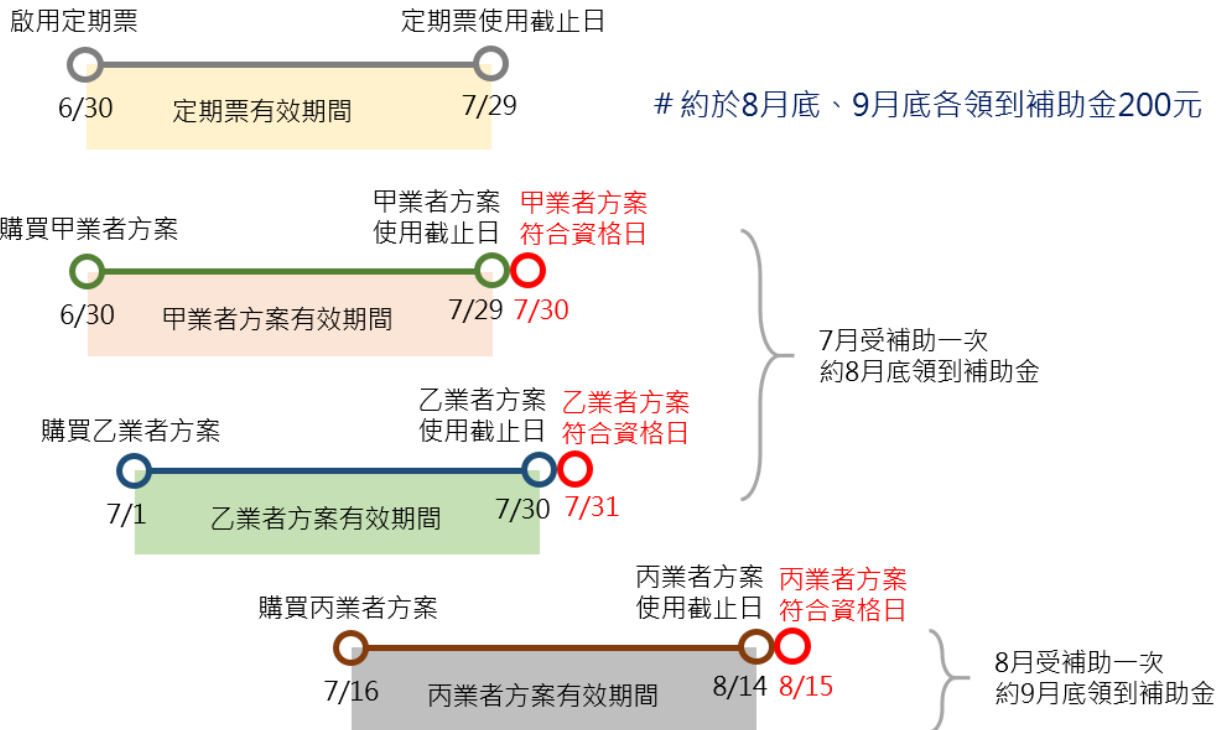 啟用定期票
定期票使用截止日
6/30
定期票有效期間
7/29
#約於8月底、9月底各領到補助金200元
購買甲業者方案
甲業者方案
使用截止日
甲業者方案
符合資格日
6/30
甲業者方案有效期間
7/29
7/30
7月受補助一次
約8月底領到補助金
購買乙業者方案
乙業者方案
使用截止日
乙業者方案
符合資格日
7/1
乙業者方案有效期間
7/30
7/31
購買丙業者方案
丙業者方案
使用截止日
丙業者方案
符合資格日
7/16
丙業者方案有效期間
8/14
8/15
8月受補助一次
約9月底領到補助金